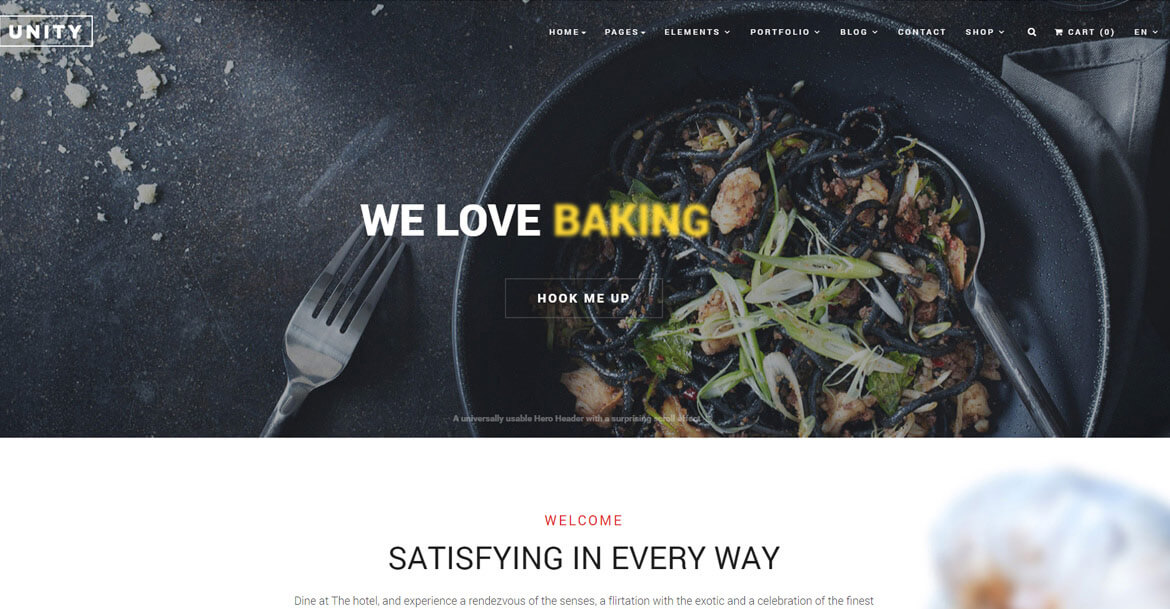 UNITY
HOME PAGES ELEMENTS PORTFOLIO BLOG CONTACT SHOP CART (0) EN
WE LOVE BAKING
HOOK ME UP
A universally usable Hero Header with a surprising scroll effect
WELCOME
SATISFYING IN EVERY WAY
Dine at The hotel, and experience a rendezvous of the senses, a flirtation with the exotic and a celebration of the finest